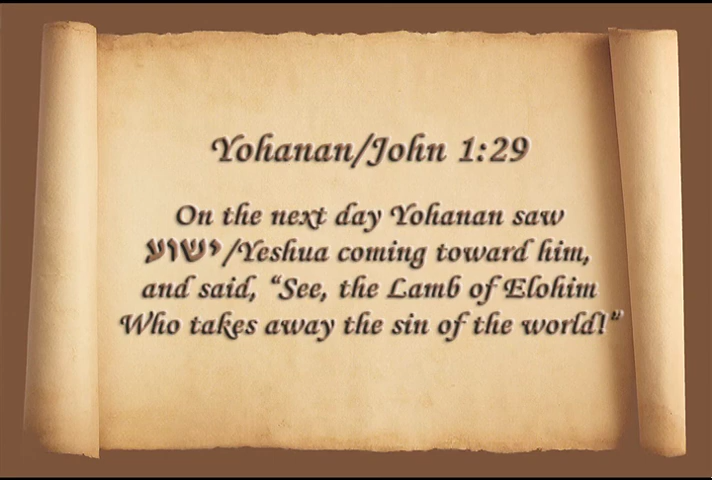 Yohanan/John 1:29
On the next day Yohanan saw
ישוע/Yeshua coming toward him,
and said, “See, the Lamb of Elohim
Who takes away the sin of the world!”